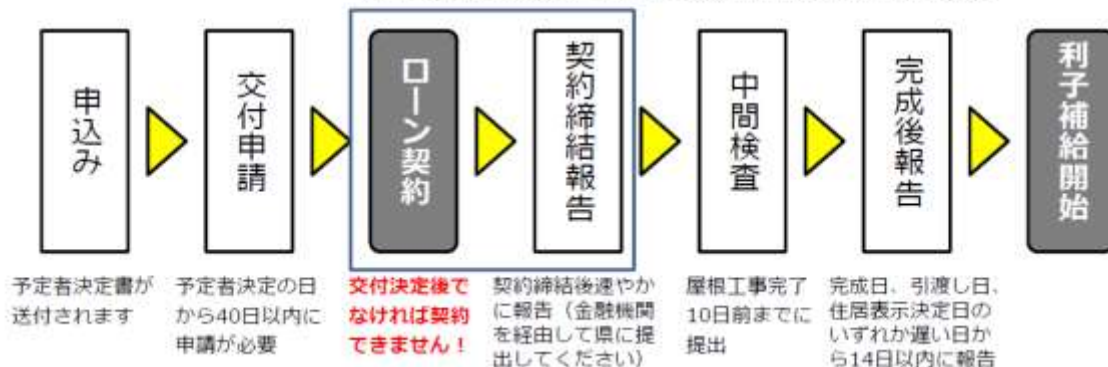 申込み
交付申請
ローン契約
契約締結報告
中間検査
完成後報告
利子補給開始
予定者決定書が
送付されます
予定者決定の日
から40日以内に
申請が必要
交付決定後で
なければ契約
できません！
契約締結後速やか
に報告（金融機関
を経由して県に提
出してください）
屋根工事完了
10日前までに
提出
完成日、引渡し日、
住居表示決定日の
いずれか遅い日か
ら14日以内に報告